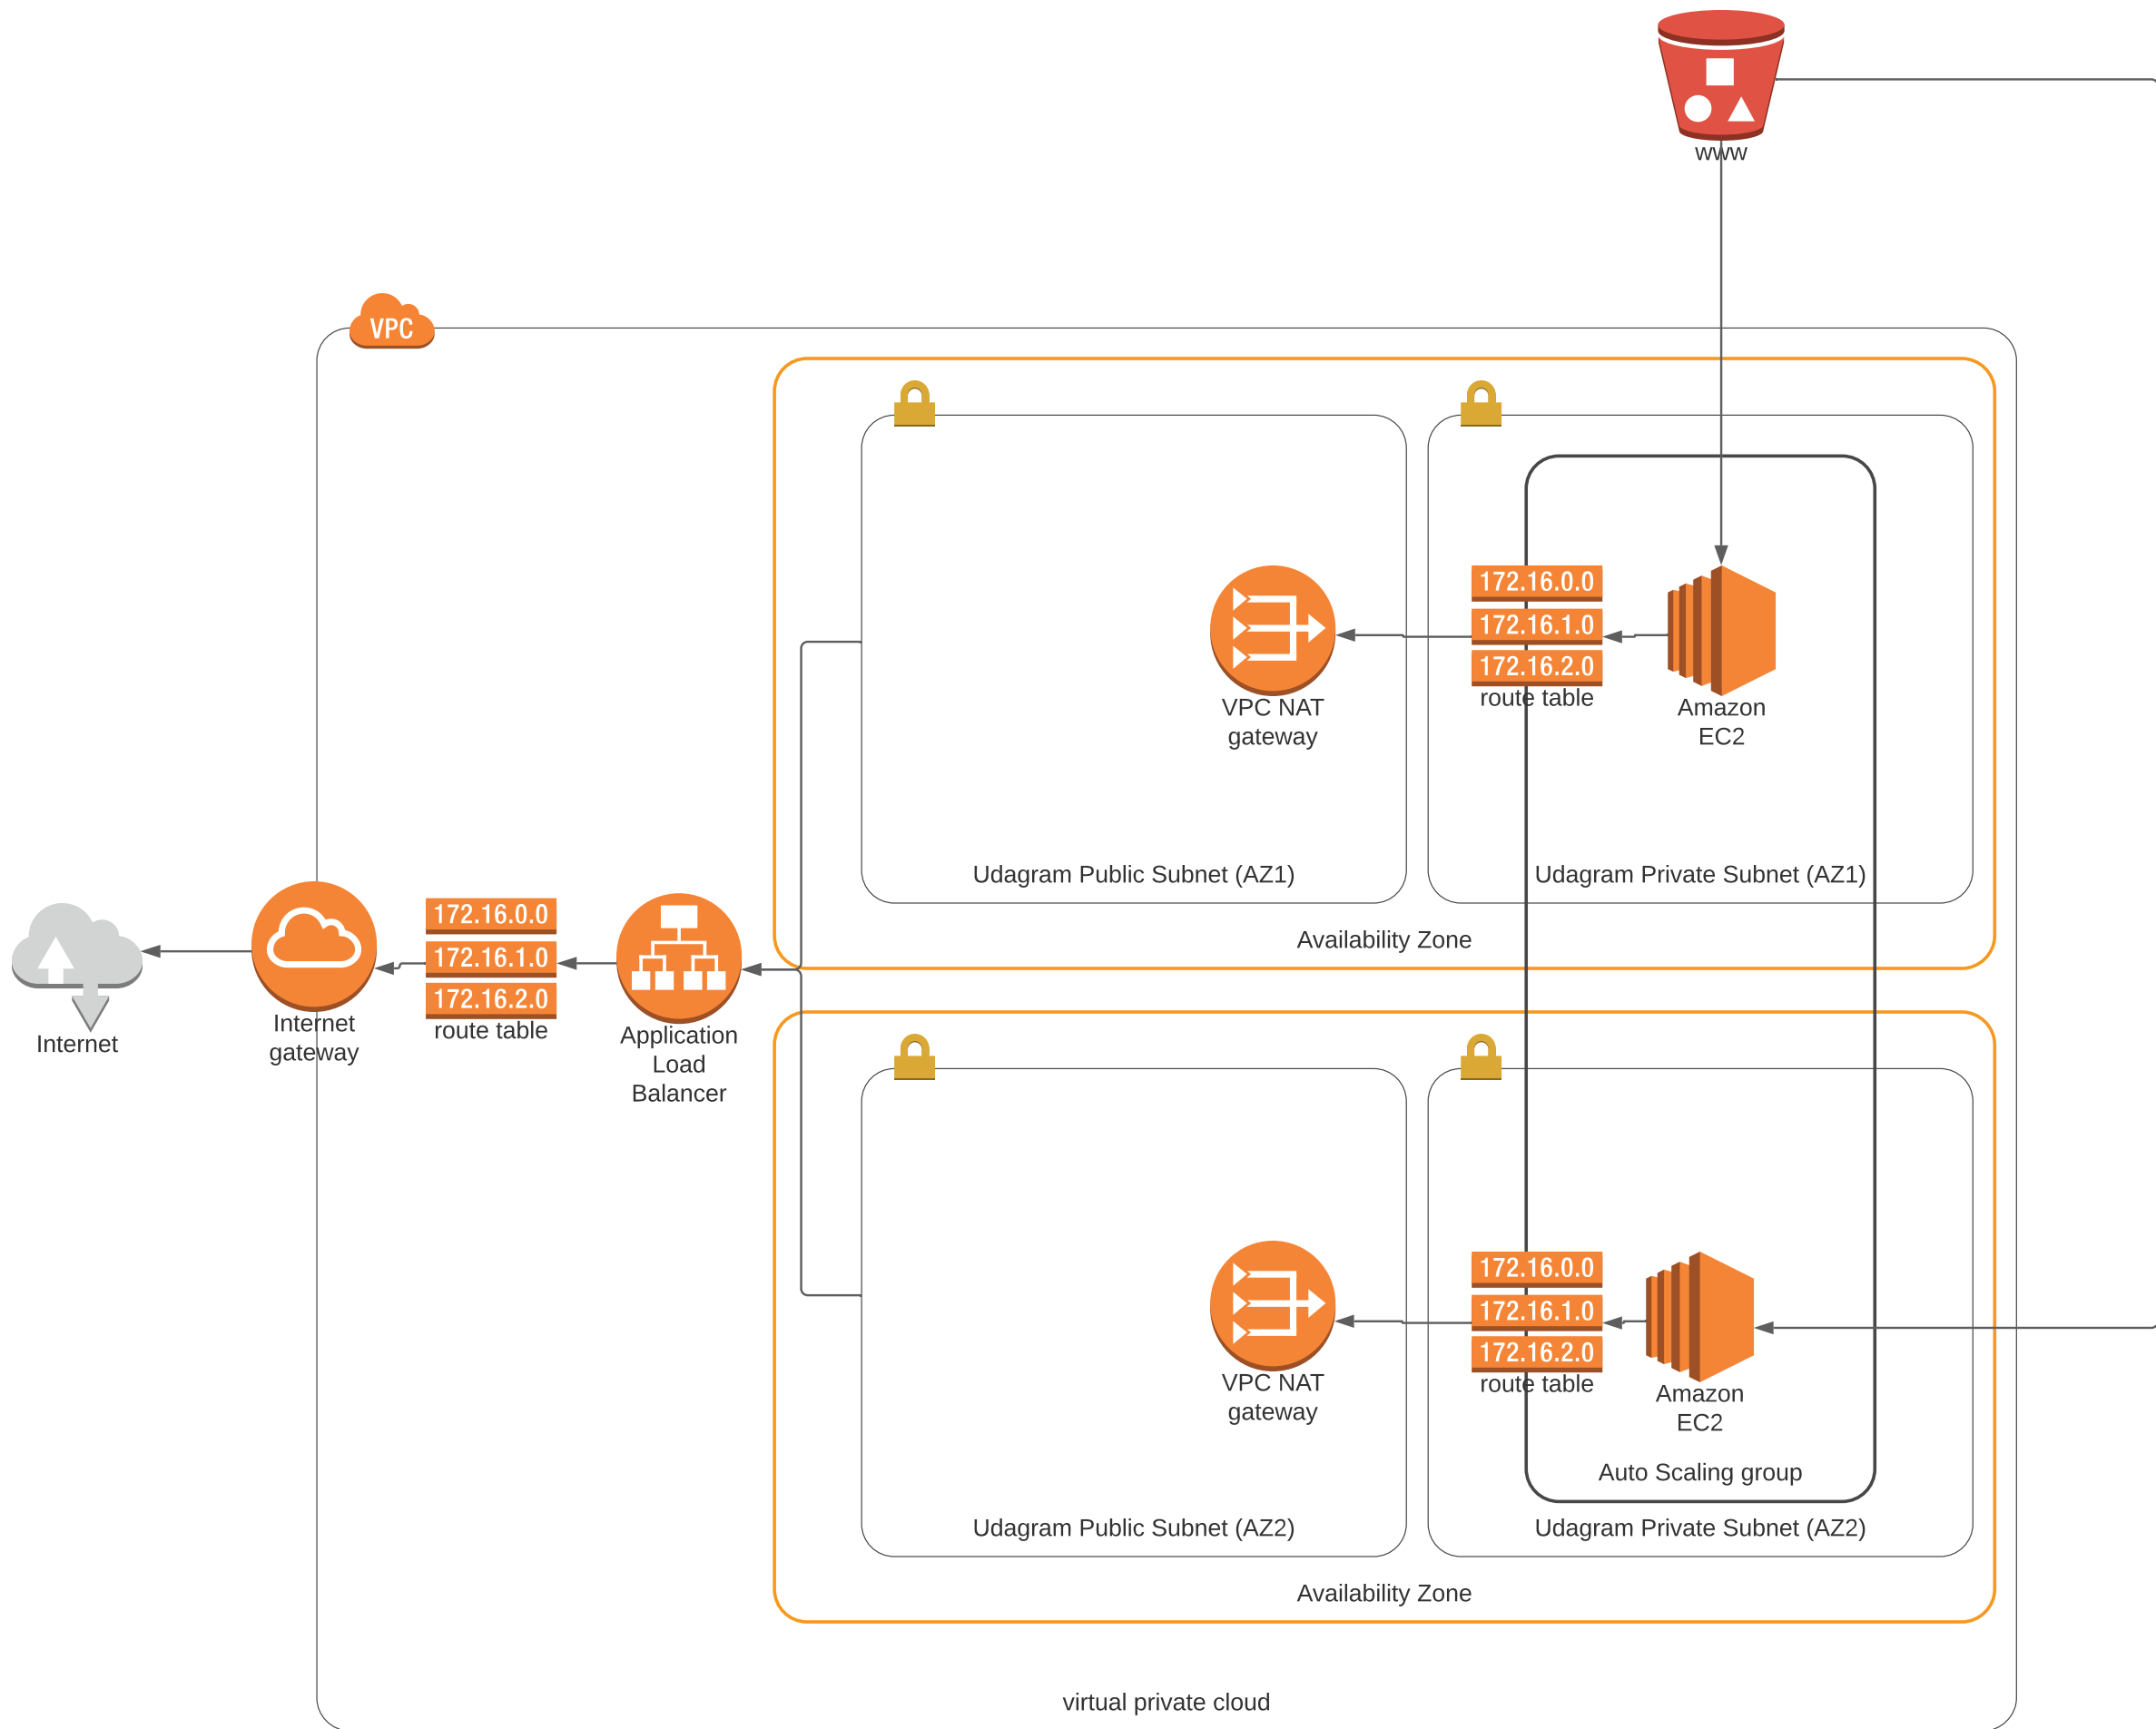 www
VPC
172.16.0.0
172.16.1.0
172.16.2.0
route table
VPC NAT
gateway
Amazon
EC2
Udagram Public Subnet (AZ1)
Udagram Private Subnet (AZ1)
Availability Zone
Internet
Internet
gateway
172.16.0.0
172.16.1.0
172.16.2.0
route table
Application
Load
Balancer
172.16.0.0
172.16.1.0
172.16.2.0
route table
VPC NAT
gateway
Amazon
EC2
Auto Scaling group
Udagram Public Subnet (AZ2)
Udagram Private Subnet (AZ2)
Availability Zone
virtual private cloud